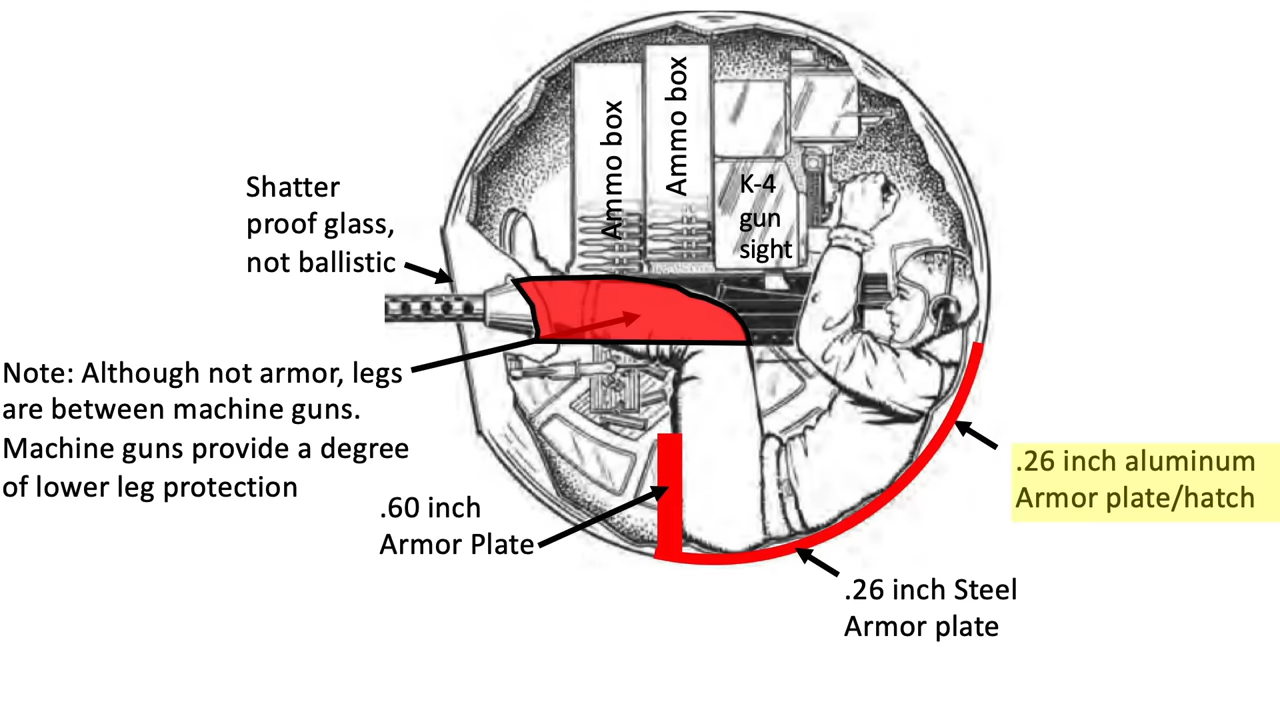 Ammo box
Ammo box
K-4
gun
sight
Shatter
proof glass,
not ballistic
Note: Although not armor, legs
are between machine guns.
Machine guns provide a degree
of lower leg protection
.60 inch
Armor Plate
.26 inch aluminum
Armor plate/hatch
.26 inch Steel
Armor plate